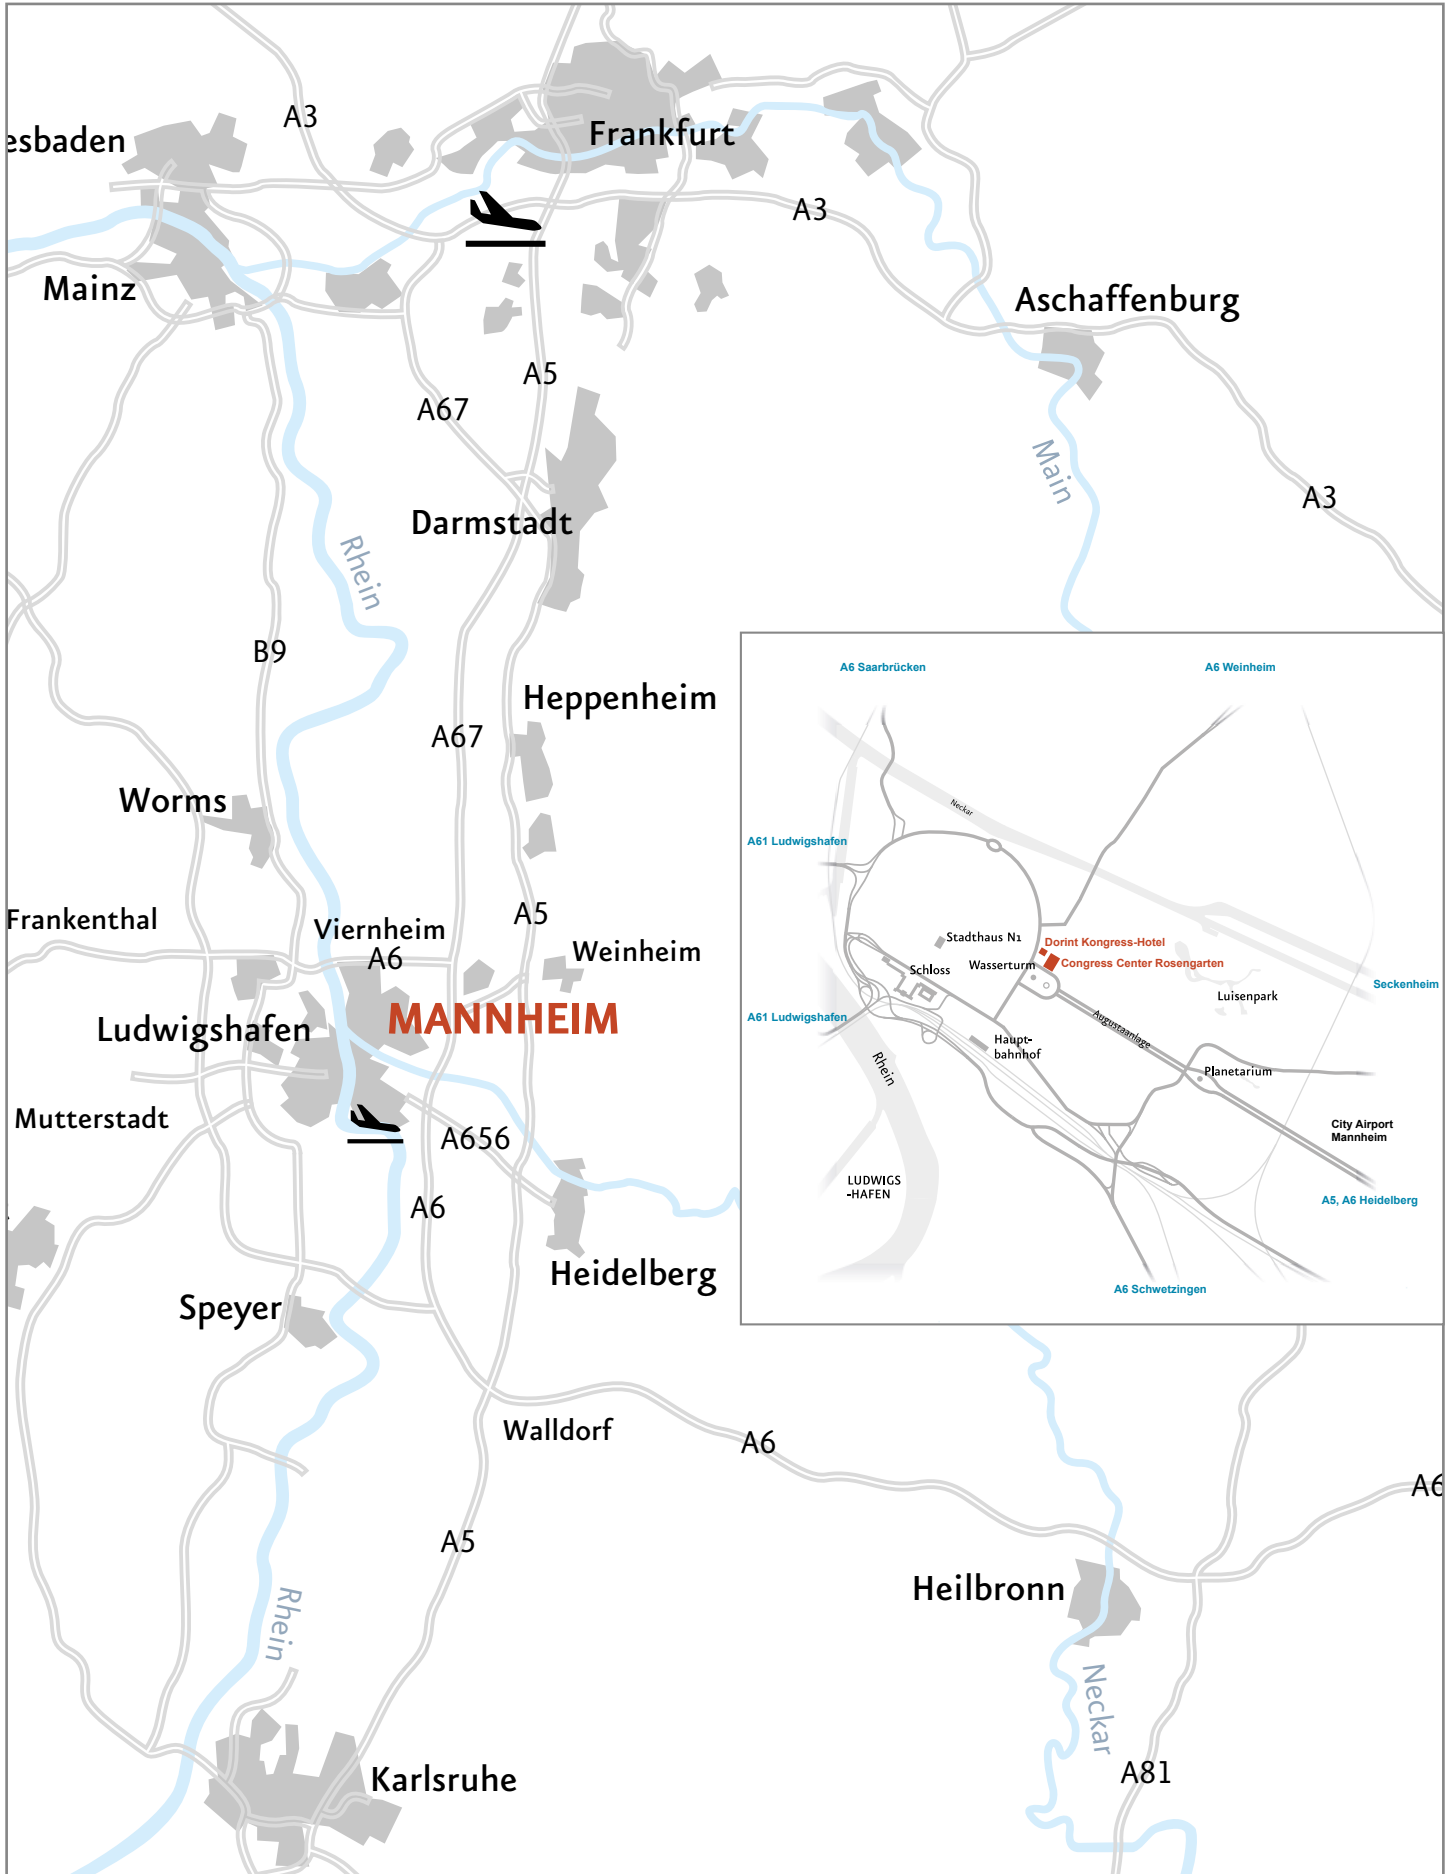 A3
Frankfurt
esbaden
A3
Mainz
Aschaffenburg
A5
A67
Main
A3
Darmstadt
Rhein
B9
Heppenheim
A67
Worms
Frankenthal
Viernheim
A6
A5
Weinheim
MANNHEIM
Ludwigshafen
Mutterstadt
A656
A6
Heidelberg
Speyer
Walldorf
A6
A6
A5
Heilbronn
Rhein
Neckar
Karlsruhe
A81
A6 Saarbrücken
A6 Weinheim
Neckar
A61 Ludwigshafen
Stadthaus N1
Dorint Kongress-Hotel
Congress Center Rosengarten
Wasserturm
Schloss
Seckenheim
Luisenpark
A61 Ludwigshafen
Augustaanlage
Haupt-
bahnhof
Rhein
Planetarium
City Airport
Mannheim
LUDWIGS
-HAFEN
A5, A6 Heidelberg
A6 Schwetzingen